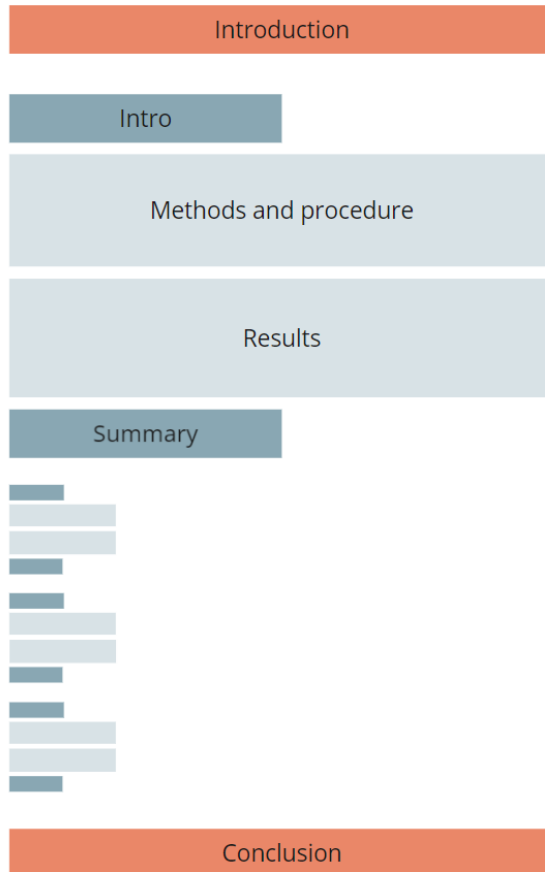 Introduction
Intro
Methods and procedure
Results
Summary
Conclusion